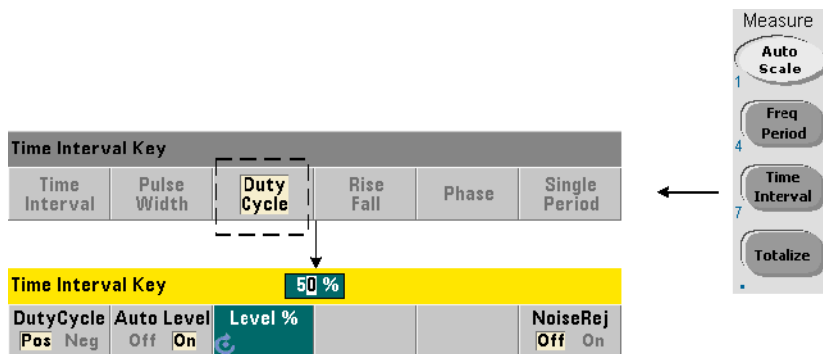 Measure
Auto
Scale
1
Freq
Period
4
Time
Interval
7
Totalize
.
Time Interval Key
Time
Interval
Pulse
Width
Duty
Cycle
Rise
Fall
Phase
Single
Period
Time Interval Key
50 %
DutyCycle
Pos Neg
Auto Level
Off On
Level %
NoiseRej
Off On